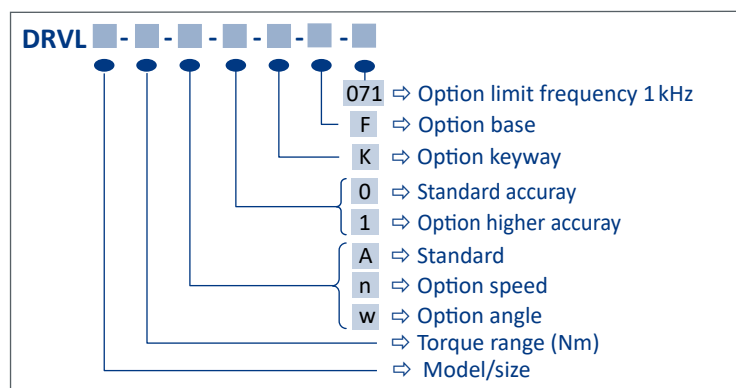 DRVL - - - - - -
071 ⇨ Option limit frequency 1 kHz
F ⇨ Option base
K ⇨ Option keyway
0 ⇨ Standard accuray
1 ⇨ Option higher accuray
A ⇨ Standard
n ⇨ Option speed
w ⇨ Option angle
⇨ Torque range (Nm)
⇨ Model/size